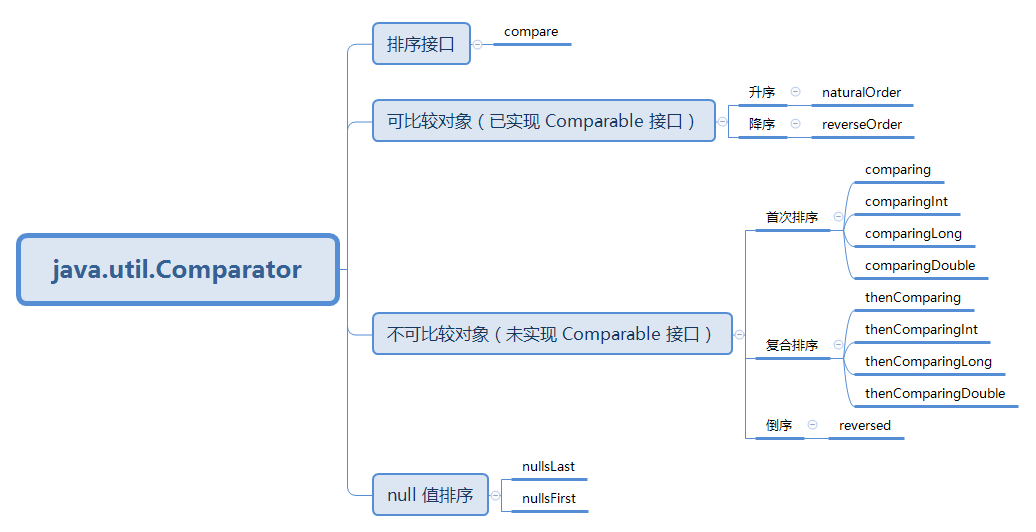 java.util.Comparator
排序接口
compare
可比较对象（已实现 Comparable 接口）
升序
naturalOrder
降序
reverseOrder
不可比较对象（未实现 Comparable 接口）
首次排序
comparing
comparingInt
comparingLong
comparingDouble
复合排序
thenComparing
thenComparingInt
thenComparingLong
thenComparingDouble
倒序
reversed
null 值排序
nullsLast
nullsFirst